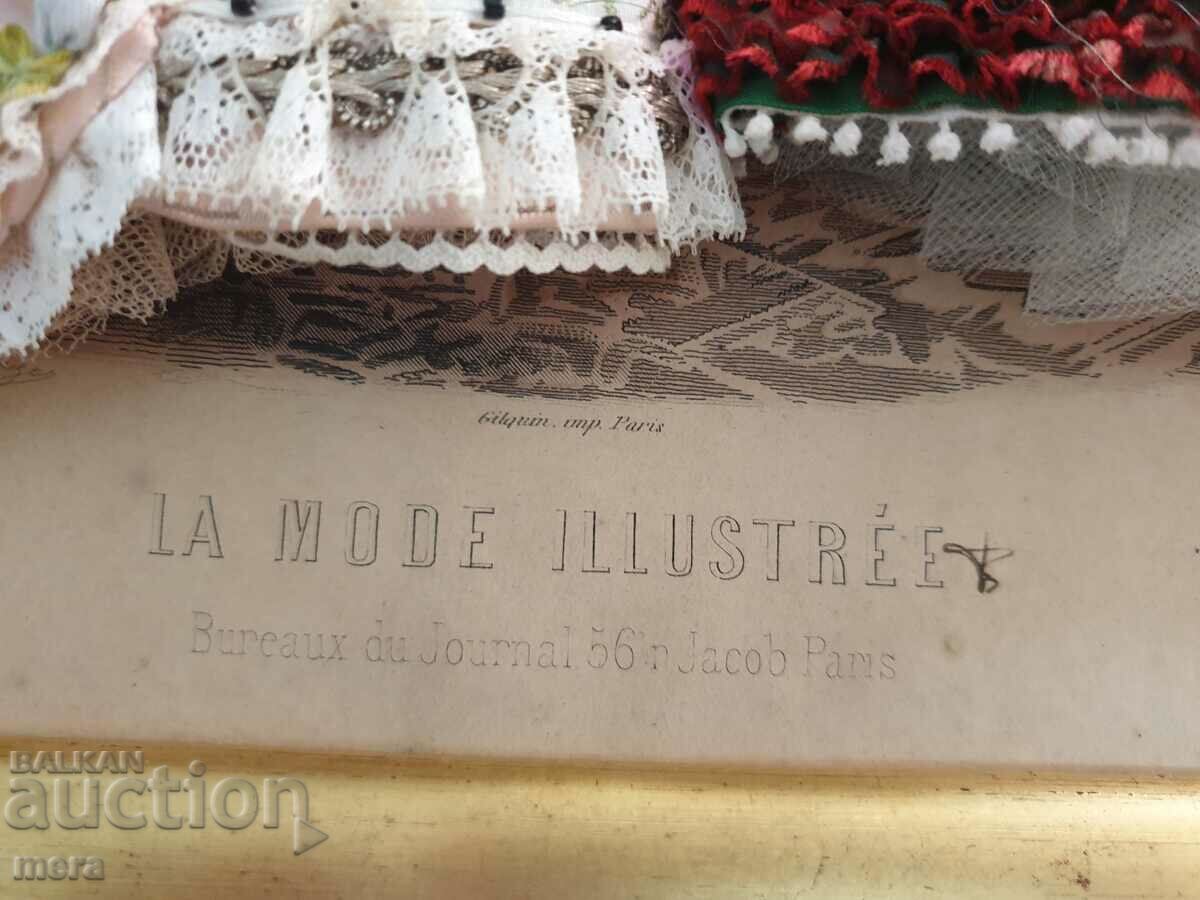 Gilquin. imp. Paris
LA MODE ILLUSTRÉE
Bureaux du Journal 56 r. Jacob Paris
BALKAN
auction
mera